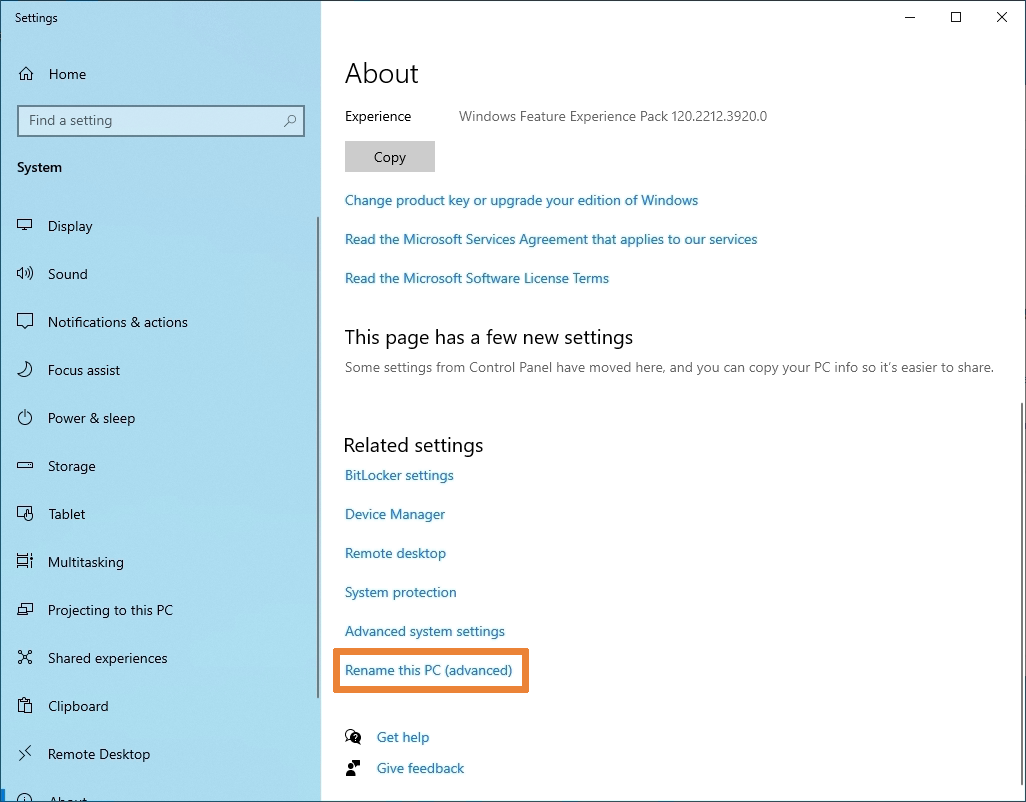 Settings
Home
Find a setting
System
Display
Sound
Notifications & actions
Focus assist
Power & sleep
Storage
Tablet
Multitasking
Projecting to this PC
Shared experiences
Clipboard
Remote Desktop
About
About
Experience Windows Feature Experience Pack 120.2212.3920.0
Copy
Change product key or upgrade your edition of Windows
Read the Microsoft Services Agreement that applies to our services
Read the Microsoft Software License Terms
This page has a few new settings
Some settings from Control Panel have moved here, and you can copy your PC info so it's easier to share.
Related settings
BitLocker settings
Device Manager
Remote desktop
System protection
Advanced system settings
Rename this PC (advanced)
Get help
Give feedback